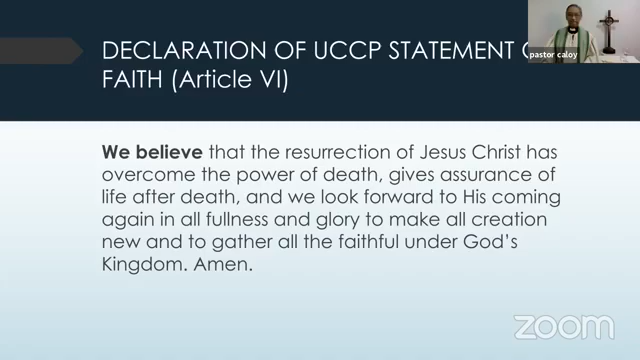 DECLARATION OF UCCP STATEMENT
FAITH (Article VI)
pastor caloy
We believe that the resurrection of Jesus Christ has
overcome the power of death, gives assurance of
life after death, and we look forward to His coming
again in all fullness and glory to make all creation
new and to gather all the faithful under God's
Kingdom. Amen.
zoom